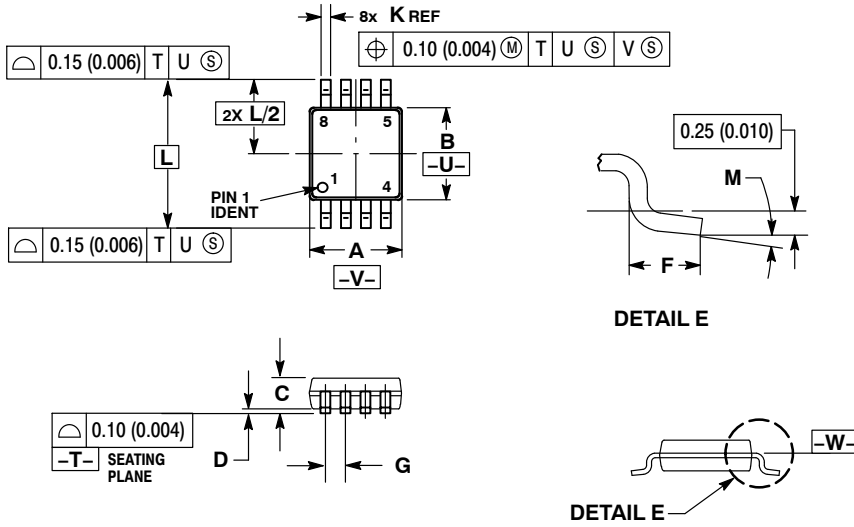 8x K REF
⌖ 0.10 (0.004) Ⓜ T U Ⓢ V Ⓢ
⌓ 0.15 (0.006) T U Ⓢ
2X L/2
8 5
B
–U–
L
1
4
PIN 1
IDENT
⌓ 0.15 (0.006) T U Ⓢ
A
–V–
0.25 (0.010)
M
F
DETAIL E
C
⌓ 0.10 (0.004)
–T– SEATING
PLANE
D
G
–W–
DETAIL E